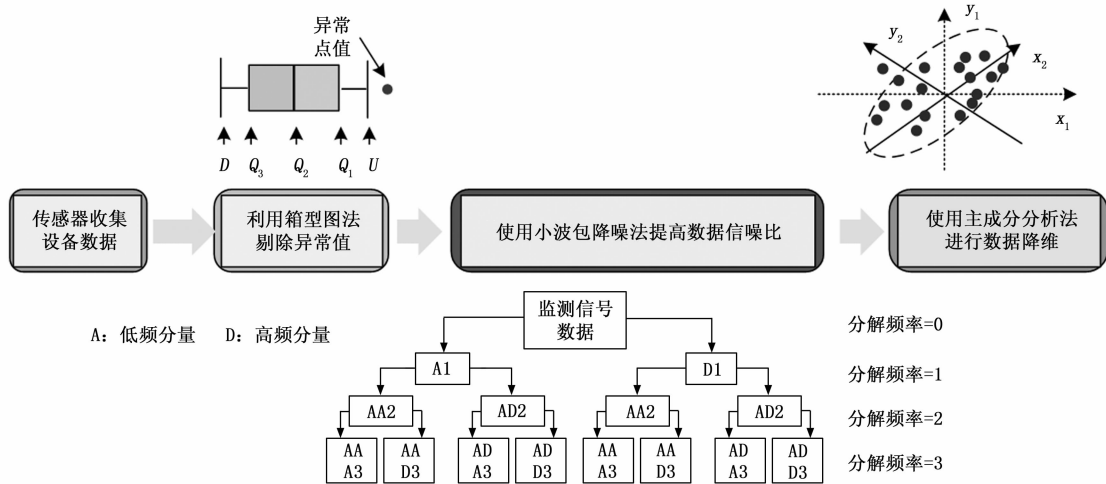 异常
点值
D Q₃ Q₂ Q₁ U
y₁
y₂
x₂
x₁
传感器收集
设备数据
利用箱型图法
剔除异常值
使用小波包降噪法提高数据信噪比
使用主成分分析法
进行数据降维
A：低频分量 D：高频分量
监测信号
数据
分解频率=0
A1 D1
分解频率=1
AA2 AD2 AA2 AD2
分解频率=2
AA AA AD AD AA AA AD AD
A3 D3 A3 D3 A3 D3 A3 D3
分解频率=3